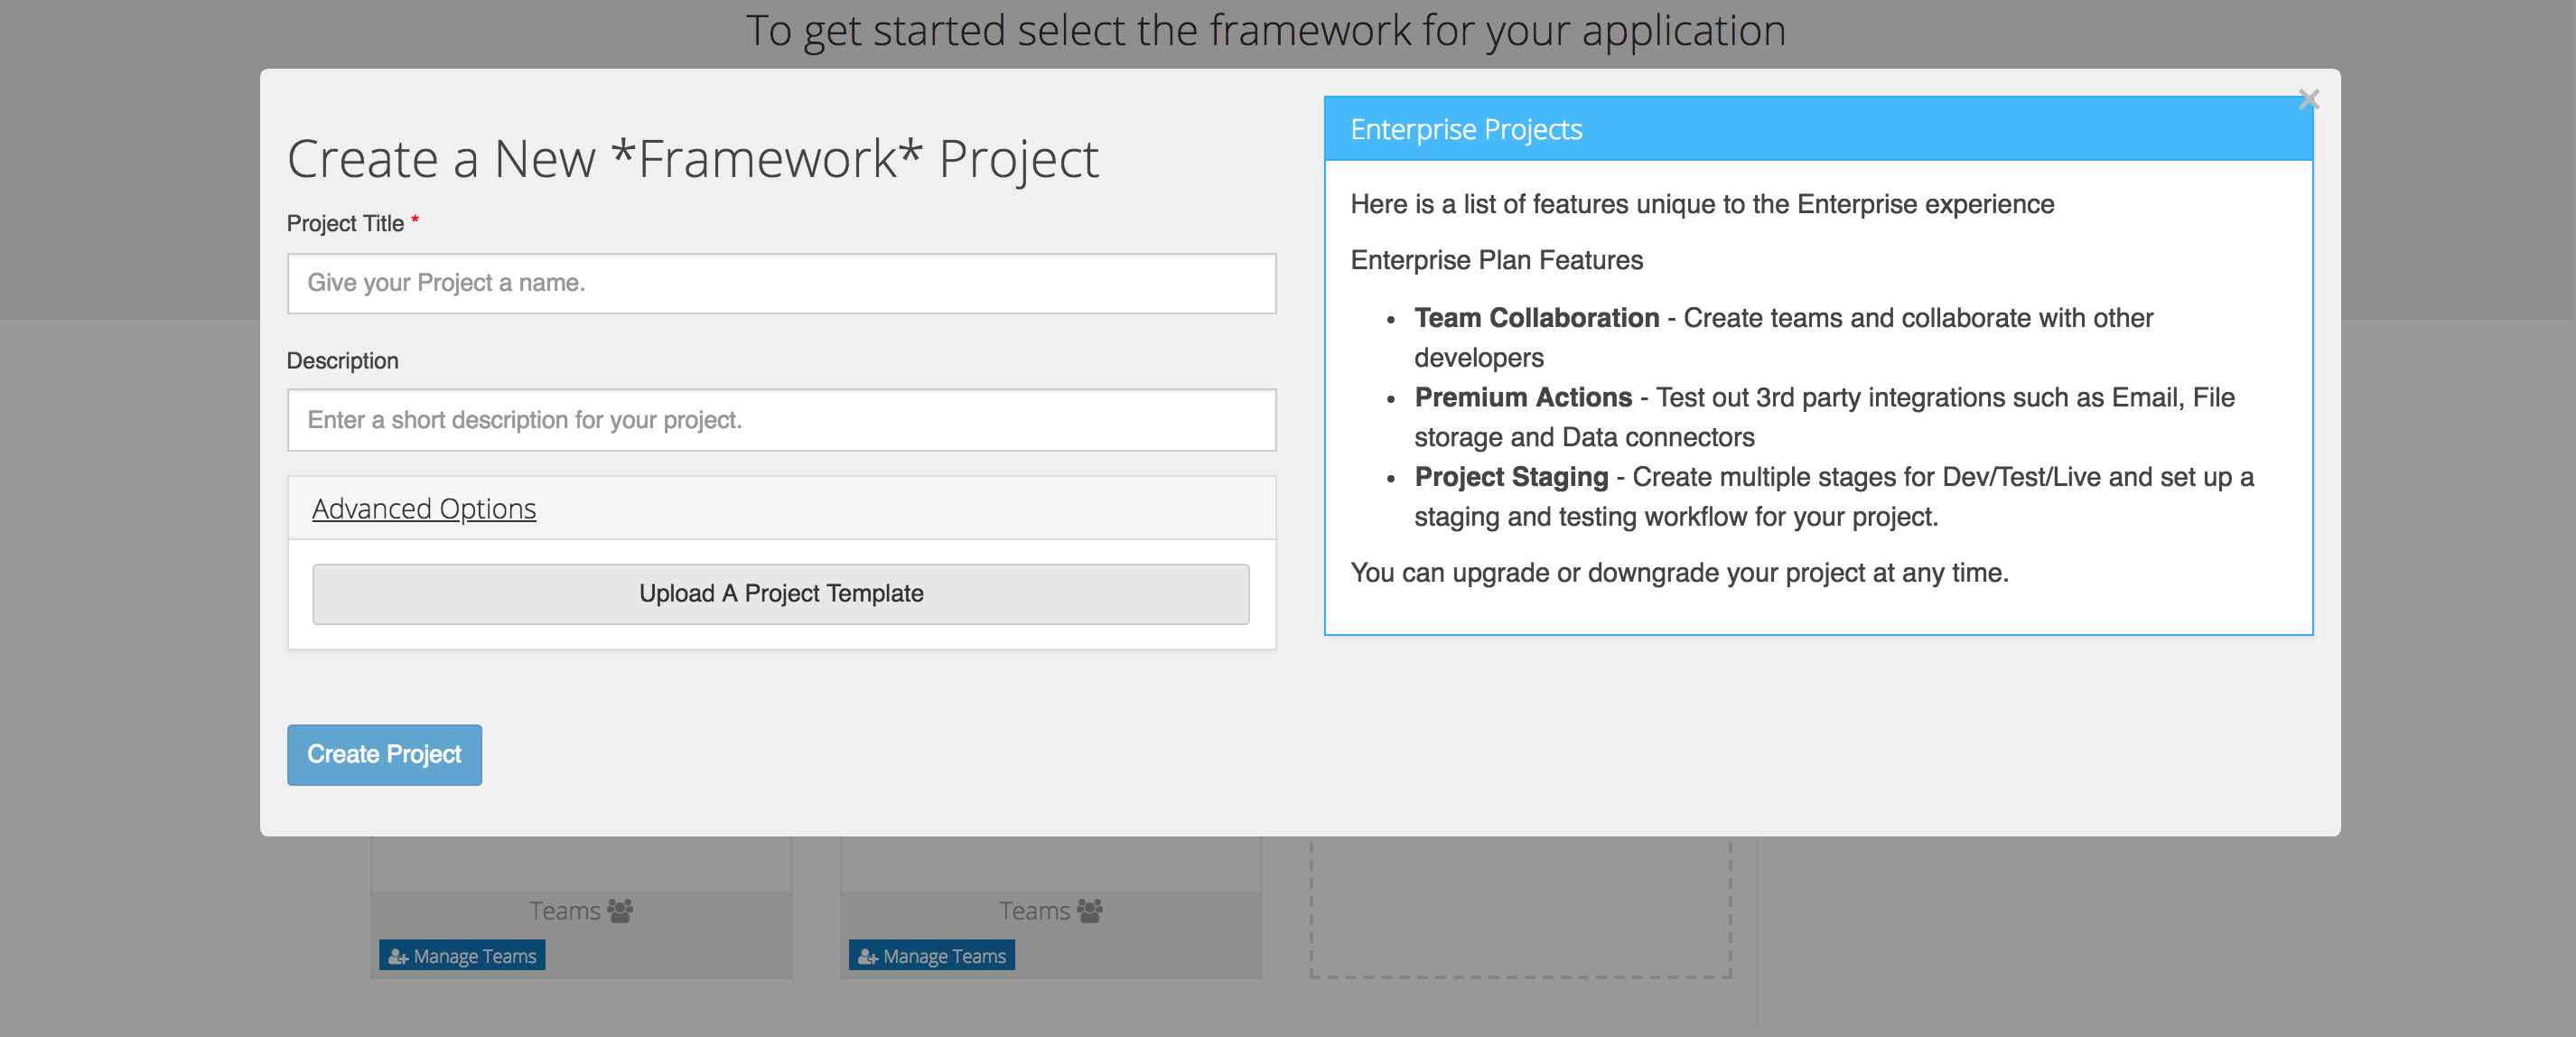 To get started select the framework for your application
Create a New *Framework* Project
Project Title *
Give your Project a name.
Description
Enter a short description for your project.
Advanced Options
Upload A Project Template
Create Project
Enterprise Projects
Here is a list of features unique to the Enterprise experience
Enterprise Plan Features
• Team Collaboration - Create teams and collaborate with other
developers
• Premium Actions - Test out 3rd party integrations such as Email, File
storage and Data connectors
• Project Staging - Create multiple stages for Dev/Test/Live and set up a
staging and testing workflow for your project.
You can upgrade or downgrade your project at any time.
Teams
Manage Teams
Teams
Manage Teams